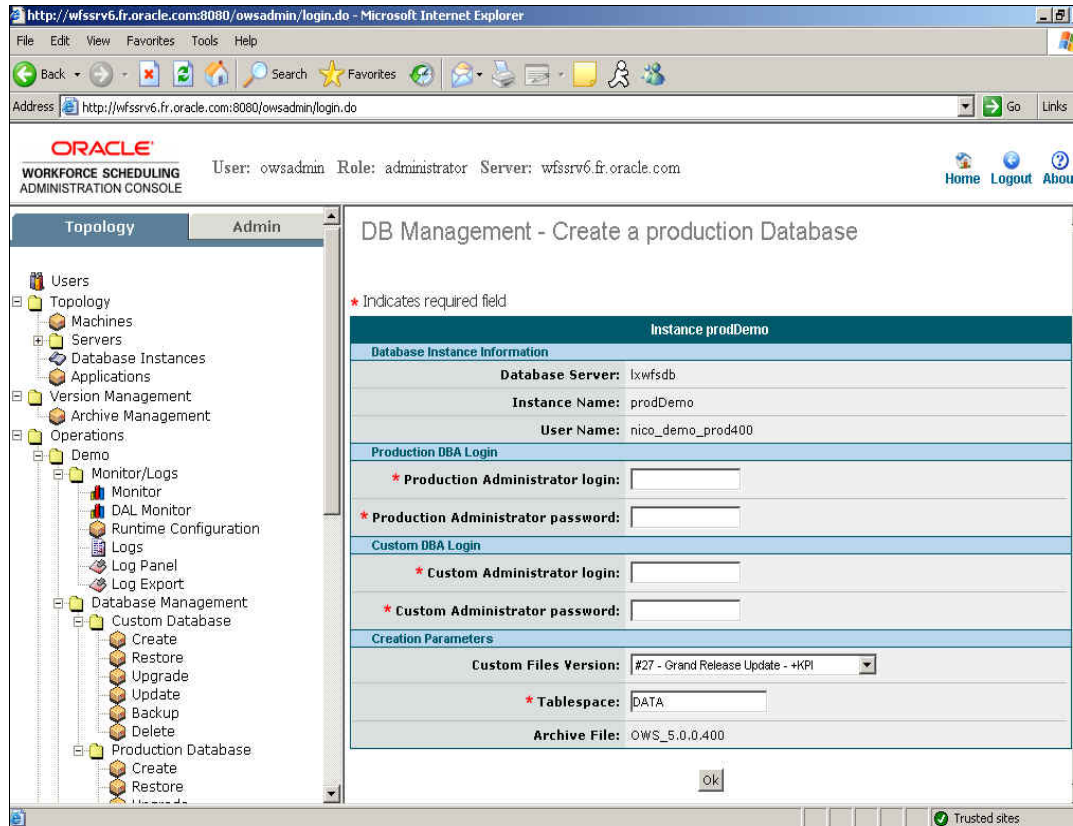 http://wfssrv6.fr.oracle.com:8080/owsadmin/login.do - Microsoft Internet Explorer
File Edit View Favorites Tools Help
Back Search Favorites
Address http://wfssrv6.fr.oracle.com:8080/owsadmin/login.do Go Links
ORACLE
WORKFORCE SCHEDULING
ADMINISTRATION CONSOLE
User: owsadmin Role: administrator Server: wfssrv6.fr.oracle.com
Home Logout Abou
Topology Admin
Users
Topology
Machines
Servers
Database Instances
Applications
Version Management
Archive Management
Operations
Demo
Monitor/Logs
Monitor
DAL Monitor
Runtime Configuration
Logs
Log Panel
Log Export
Database Management
Custom Database
Create
Restore
Upgrade
Update
Backup
Delete
Production Database
Create
Restore
DB Management - Create a production Database
* Indicates required field
Instance prodDemo
Database Instance Information
Database Server: lxwfsdb
Instance Name: prodDemo
User Name: nico_demo_prod400
Production DBA Login
* Production Administrator login:
* Production Administrator password:
Custom DBA Login
* Custom Administrator login:
* Custom Administrator password:
Creation Parameters
Custom Files Version: #27 - Grand Release Update - +KPI
* Tablespace: DATA
Archive File: OWS_5.0.0.400
Ok
Trusted sites